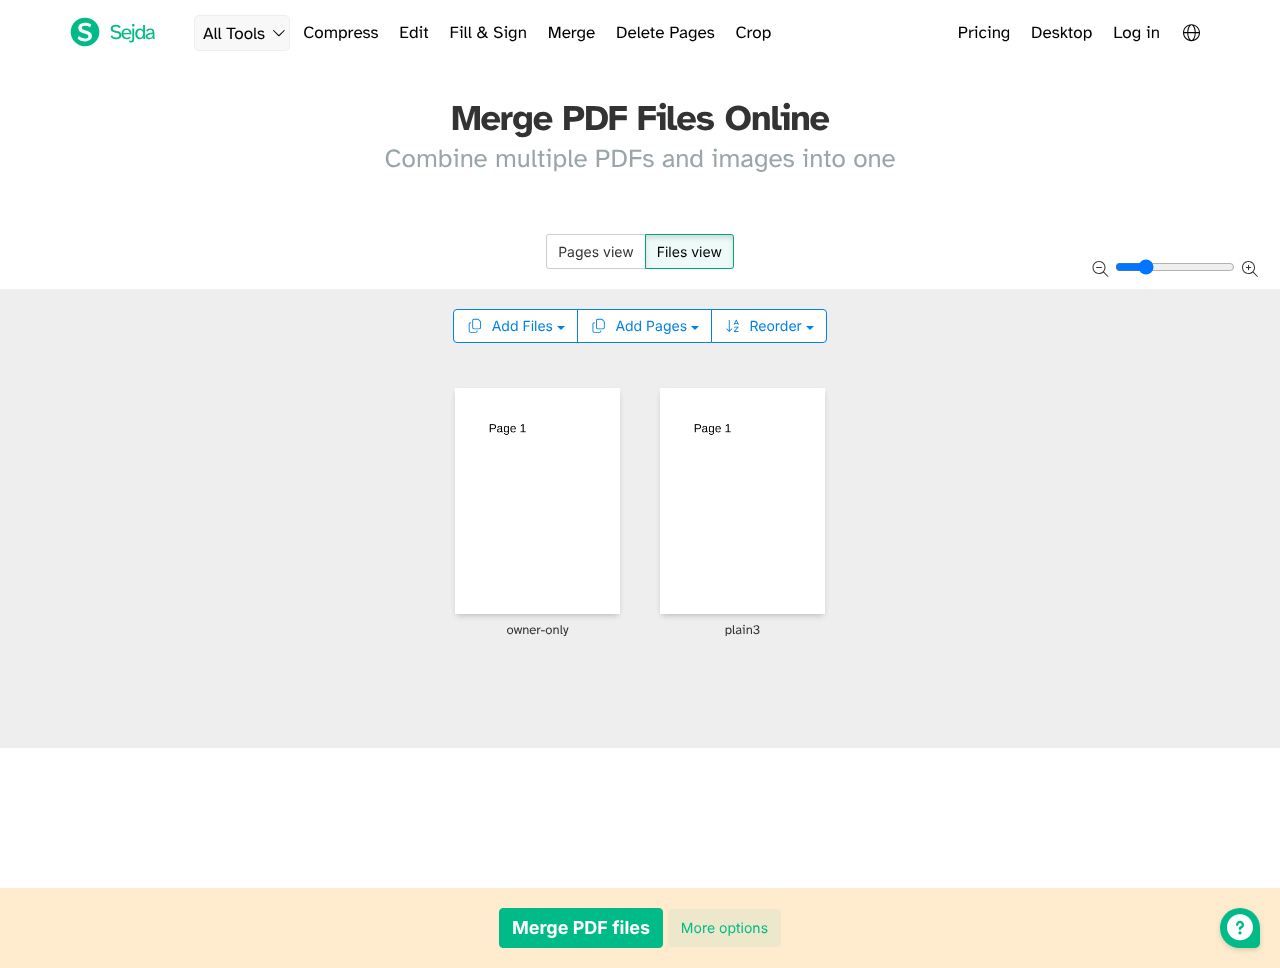 S Sejda All Tools Compress Edit Fill & Sign Merge Delete Pages Crop Pricing Desktop Log in
Merge PDF Files Online
Combine multiple PDFs and images into one
Pages view Files view
Add Files Add Pages Reorder
Page 1 Page 1
owner-only plain3
Merge PDF files More options ?